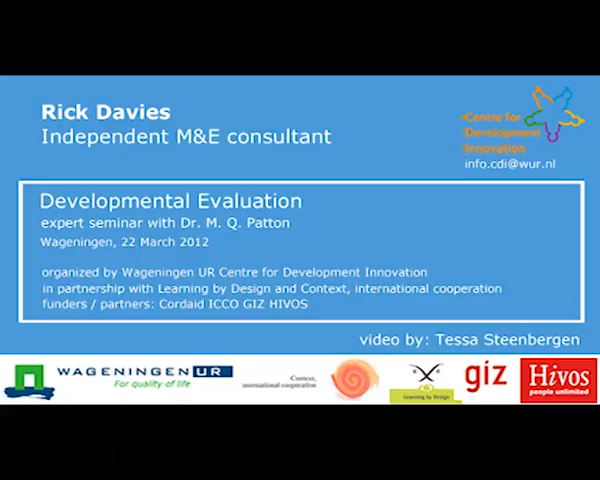 Rick Davies
Independent M&E consultant
Centre for
Development
Innovation
info.cdi@wur.nl
Developmental Evaluation
expert seminar with Dr. M. Q. Patton
Wageningen, 22 March 2012
organized by Wageningen UR Centre for Development Innovation
in partnership with Learning by Design and Context, international cooperation
funders / partners: Cordaid ICCO GIZ HIVOS
video by: Tessa Steenbergen
WAGENINGEN UR
For quality of life
Context,
international cooperation
Learning by Design
giz
Hivos
people unlimited